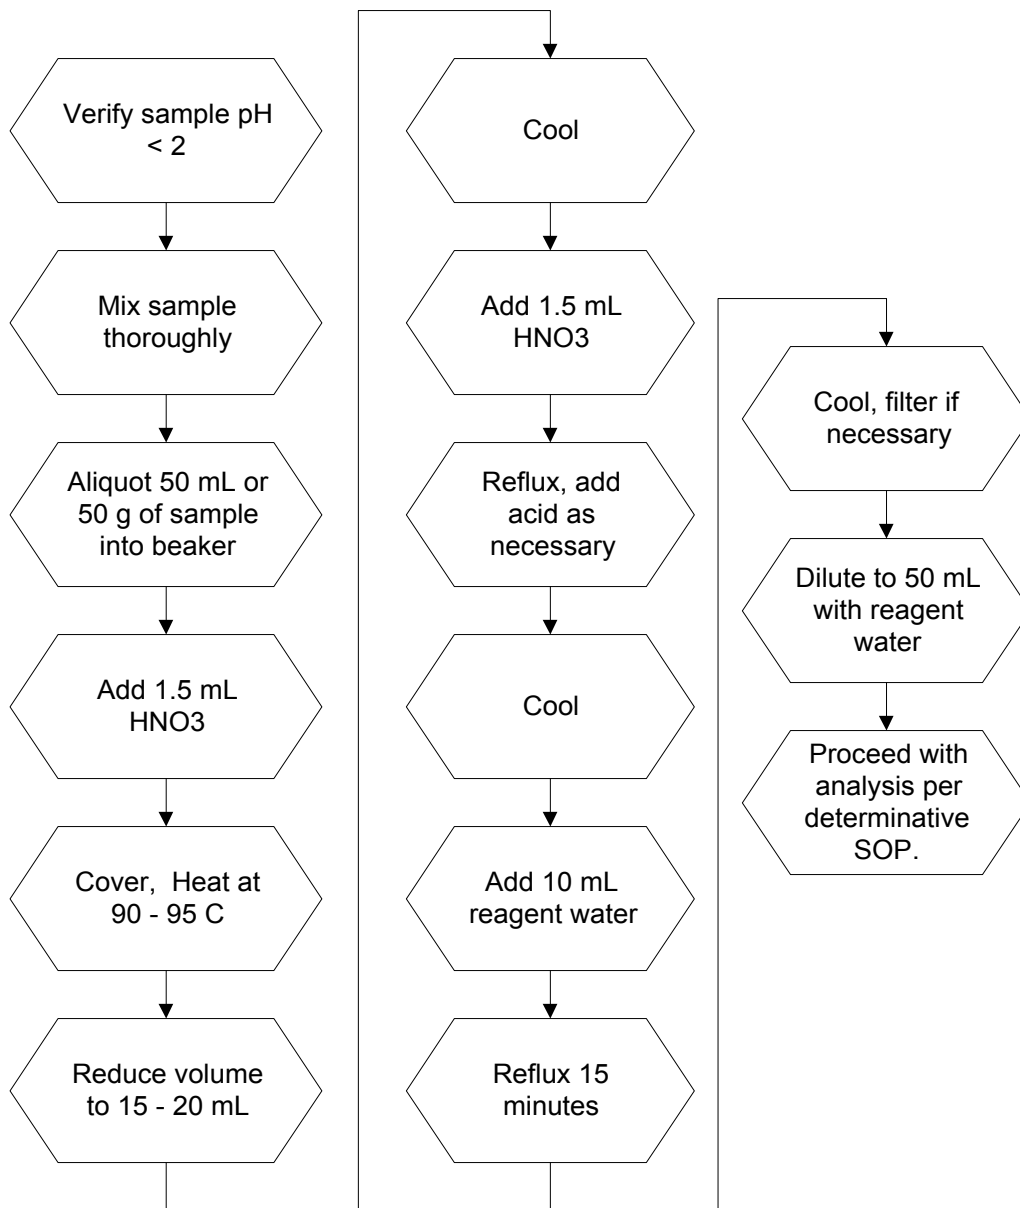 Verify sample pH
< 2
Mix sample
thoroughly
Aliquot 50 mL or
50 g of sample
into beaker
Add 1.5 mL
HNO3
Cover,  Heat at
90 - 95 C
Reduce volume
to 15 - 20 mL
Cool
Add 1.5 mL
HNO3
Reflux, add
acid as
necessary
Cool
Add 10 mL
reagent water
Reflux 15
minutes
Cool, filter if
necessary
Dilute to 50 mL
with reagent
water
Proceed with
analysis per
determinative
SOP.